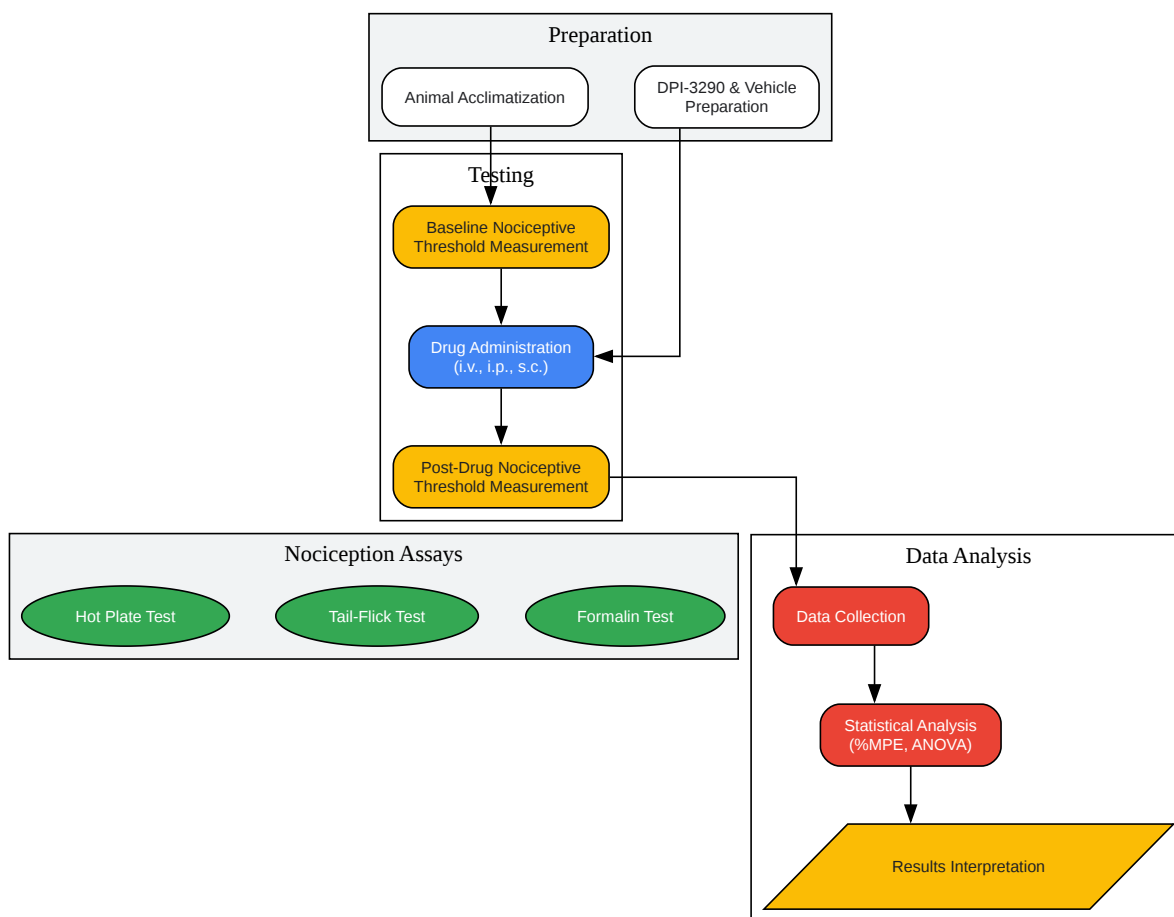 Preparation
Animal Acclimatization
DPI-3290 & Vehicle
Preparation
Testing
Baseline Nociceptive
Threshold Measurement
Drug Administration
(i.v., i.p., s.c.)
Post-Drug Nociceptive
Threshold Measurement
Nociception Assays
Hot Plate Test
Tail-Flick Test
Formalin Test
Data Analysis
Data Collection
Statistical Analysis
(%MPE, ANOVA)
Results Interpretation